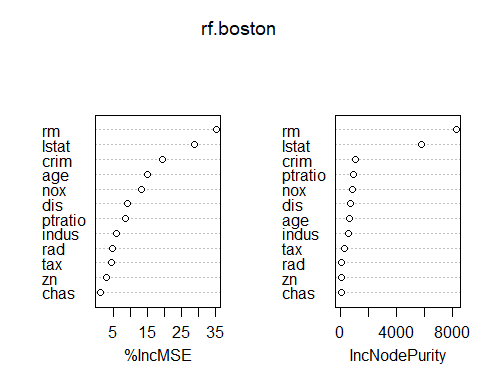 rf.boston
rm
lstat
crim
age
nox
dis
ptratio
indus
rad
tax
zn
chas
5 15 25 35
%IncMSE
rm
lstat
crim
ptratio
nox
dis
age
indus
tax
rad
zn
chas
0 4000 8000
IncNodePurity